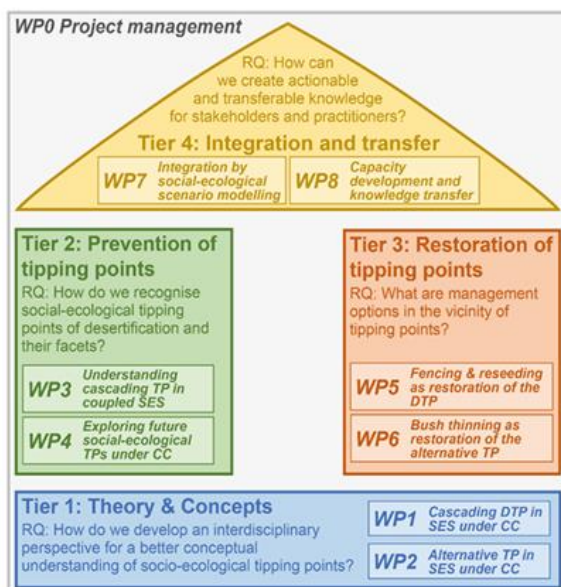 WP0 Project management
RQ: How can
we create actionable
and transferable knowledge
for stakeholders and practitioners?
Tier 4: Integration and transfer
WP7 Integration by
social-ecological
scenario modelling
WP8 Capacity
development and
knowledge transfer
Tier 2: Prevention of
tipping points
RQ: How do we recognise
social-ecological tipping
points of desertification and
their facets?
WP3 Understanding
cascading TP in
coupled SES
WP4 Exploring future
social-ecological
TPs under CC
Tier 3: Restoration of
tipping points
RQ: What are management
options in the vicinity of
tipping points?
WP5 Fencing & reseeding
as restoration of the
DTP
WP6 Bush thinning as
restoration of the
alternative TP
Tier 1: Theory & Concepts
RQ: How do we develop an interdisciplinary
perspective for a better conceptual
understanding of socio-ecological tipping points?
WP1 Cascading DTP in
SES under CC
WP2 Alternative TP in
SES under CC